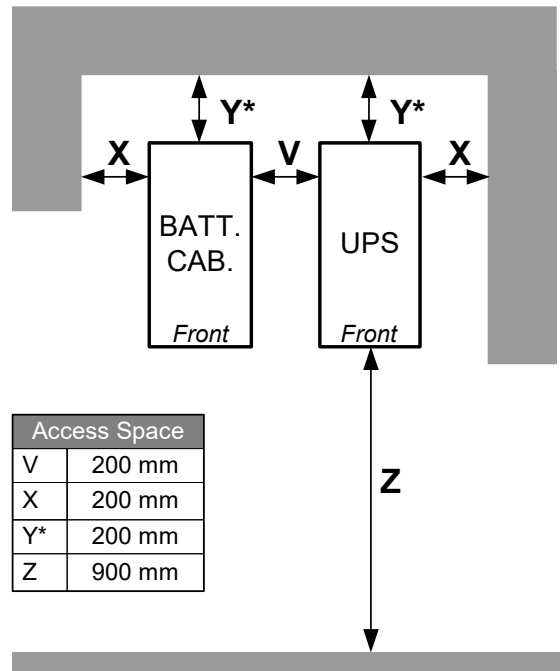 Y*
Y*
X
V
X
BATT.
CAB.
UPS
Front
Front
Z
Access Space
V 200 mm
X 200 mm
Y* 200 mm
Z 900 mm